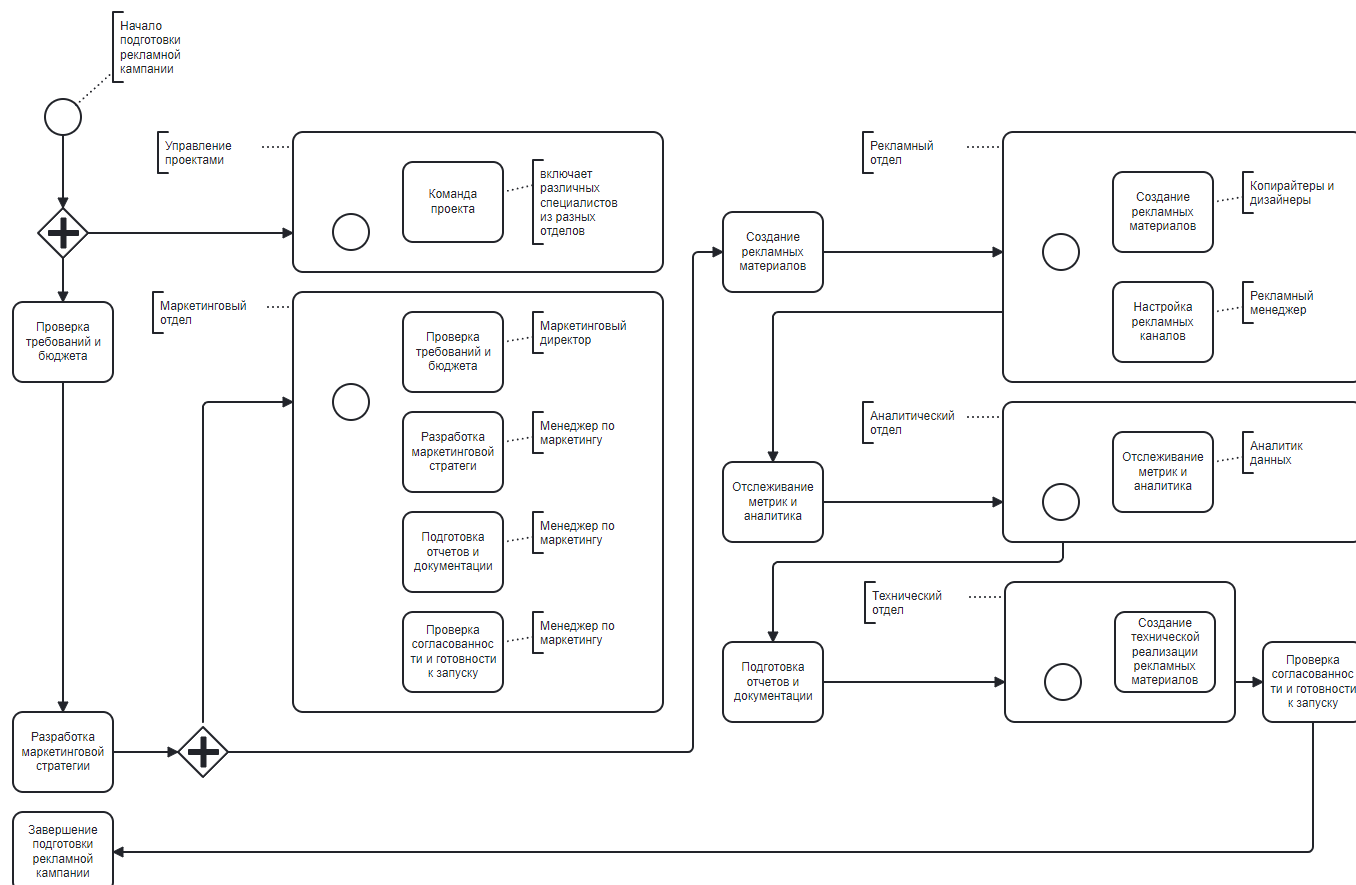 Начало
подготовки
рекламной
кампании
Управление
проектами
Команда
проекта
включает
различных
специалистов
из разных
отделов
Проверка
требований и
бюджета
Маркетинговый
отдел
Проверка
требований и
бюджета
Маркетинговый
директор
Разработка
маркетинговой
стратеги
Менеджер по
маркетингу
Подготовка
отчетов и
документации
Менеджер по
маркетингу
Проверка
согласованнос
ти и готовности
к запуску
Менеджер по
маркетингу
Разработка
маркетинговой
стратегии
Создание
рекламных
материалов
Рекламный
отдел
Создание
рекламных
материалов
Копирайтеры и
дизайнеры
Настройка
рекламных
каналов
Рекламный
менеджер
Отслеживание
метрик и
аналитика
Аналитический
отдел
Отслеживание
метрик и
аналитика
Аналитик
данных
Подготовка
отчетов и
документации
Технический
отдел
Создание
технической
реализации
рекламных
материалов
Проверка
согласованнос
ти и готовности
к запуску
Завершение
подготовки
рекламной
кампании